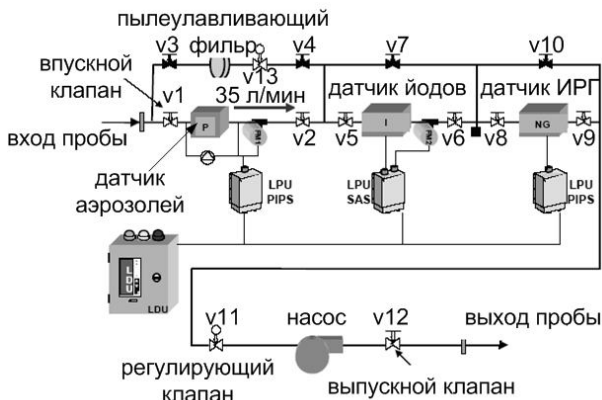 пылеулавливающий
v3 фильр v4 v7 v10
впускной
клапан
v13
v1 35 л/мин датчик йодов датчик ИРГ
P I NG
PM1 PM2
вход пробы v2 v5 v6 v8 v9
датчик
аэрозолей
LPU
PIPS
LPU
SAS
LPU
PIPS
LDU
v11 насос v12 выход пробы
регулирующий
клапан
выпускной клапан